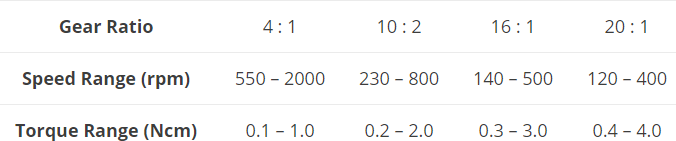 Gear Ratio 4 : 1 10 : 2 16 : 1 20 : 1
Speed Range (rpm) 550 – 2000 230 – 800 140 – 500 120 – 400
Torque Range (Ncm) 0.1 – 1.0 0.2 – 2.0 0.3 – 3.0 0.4 – 4.0